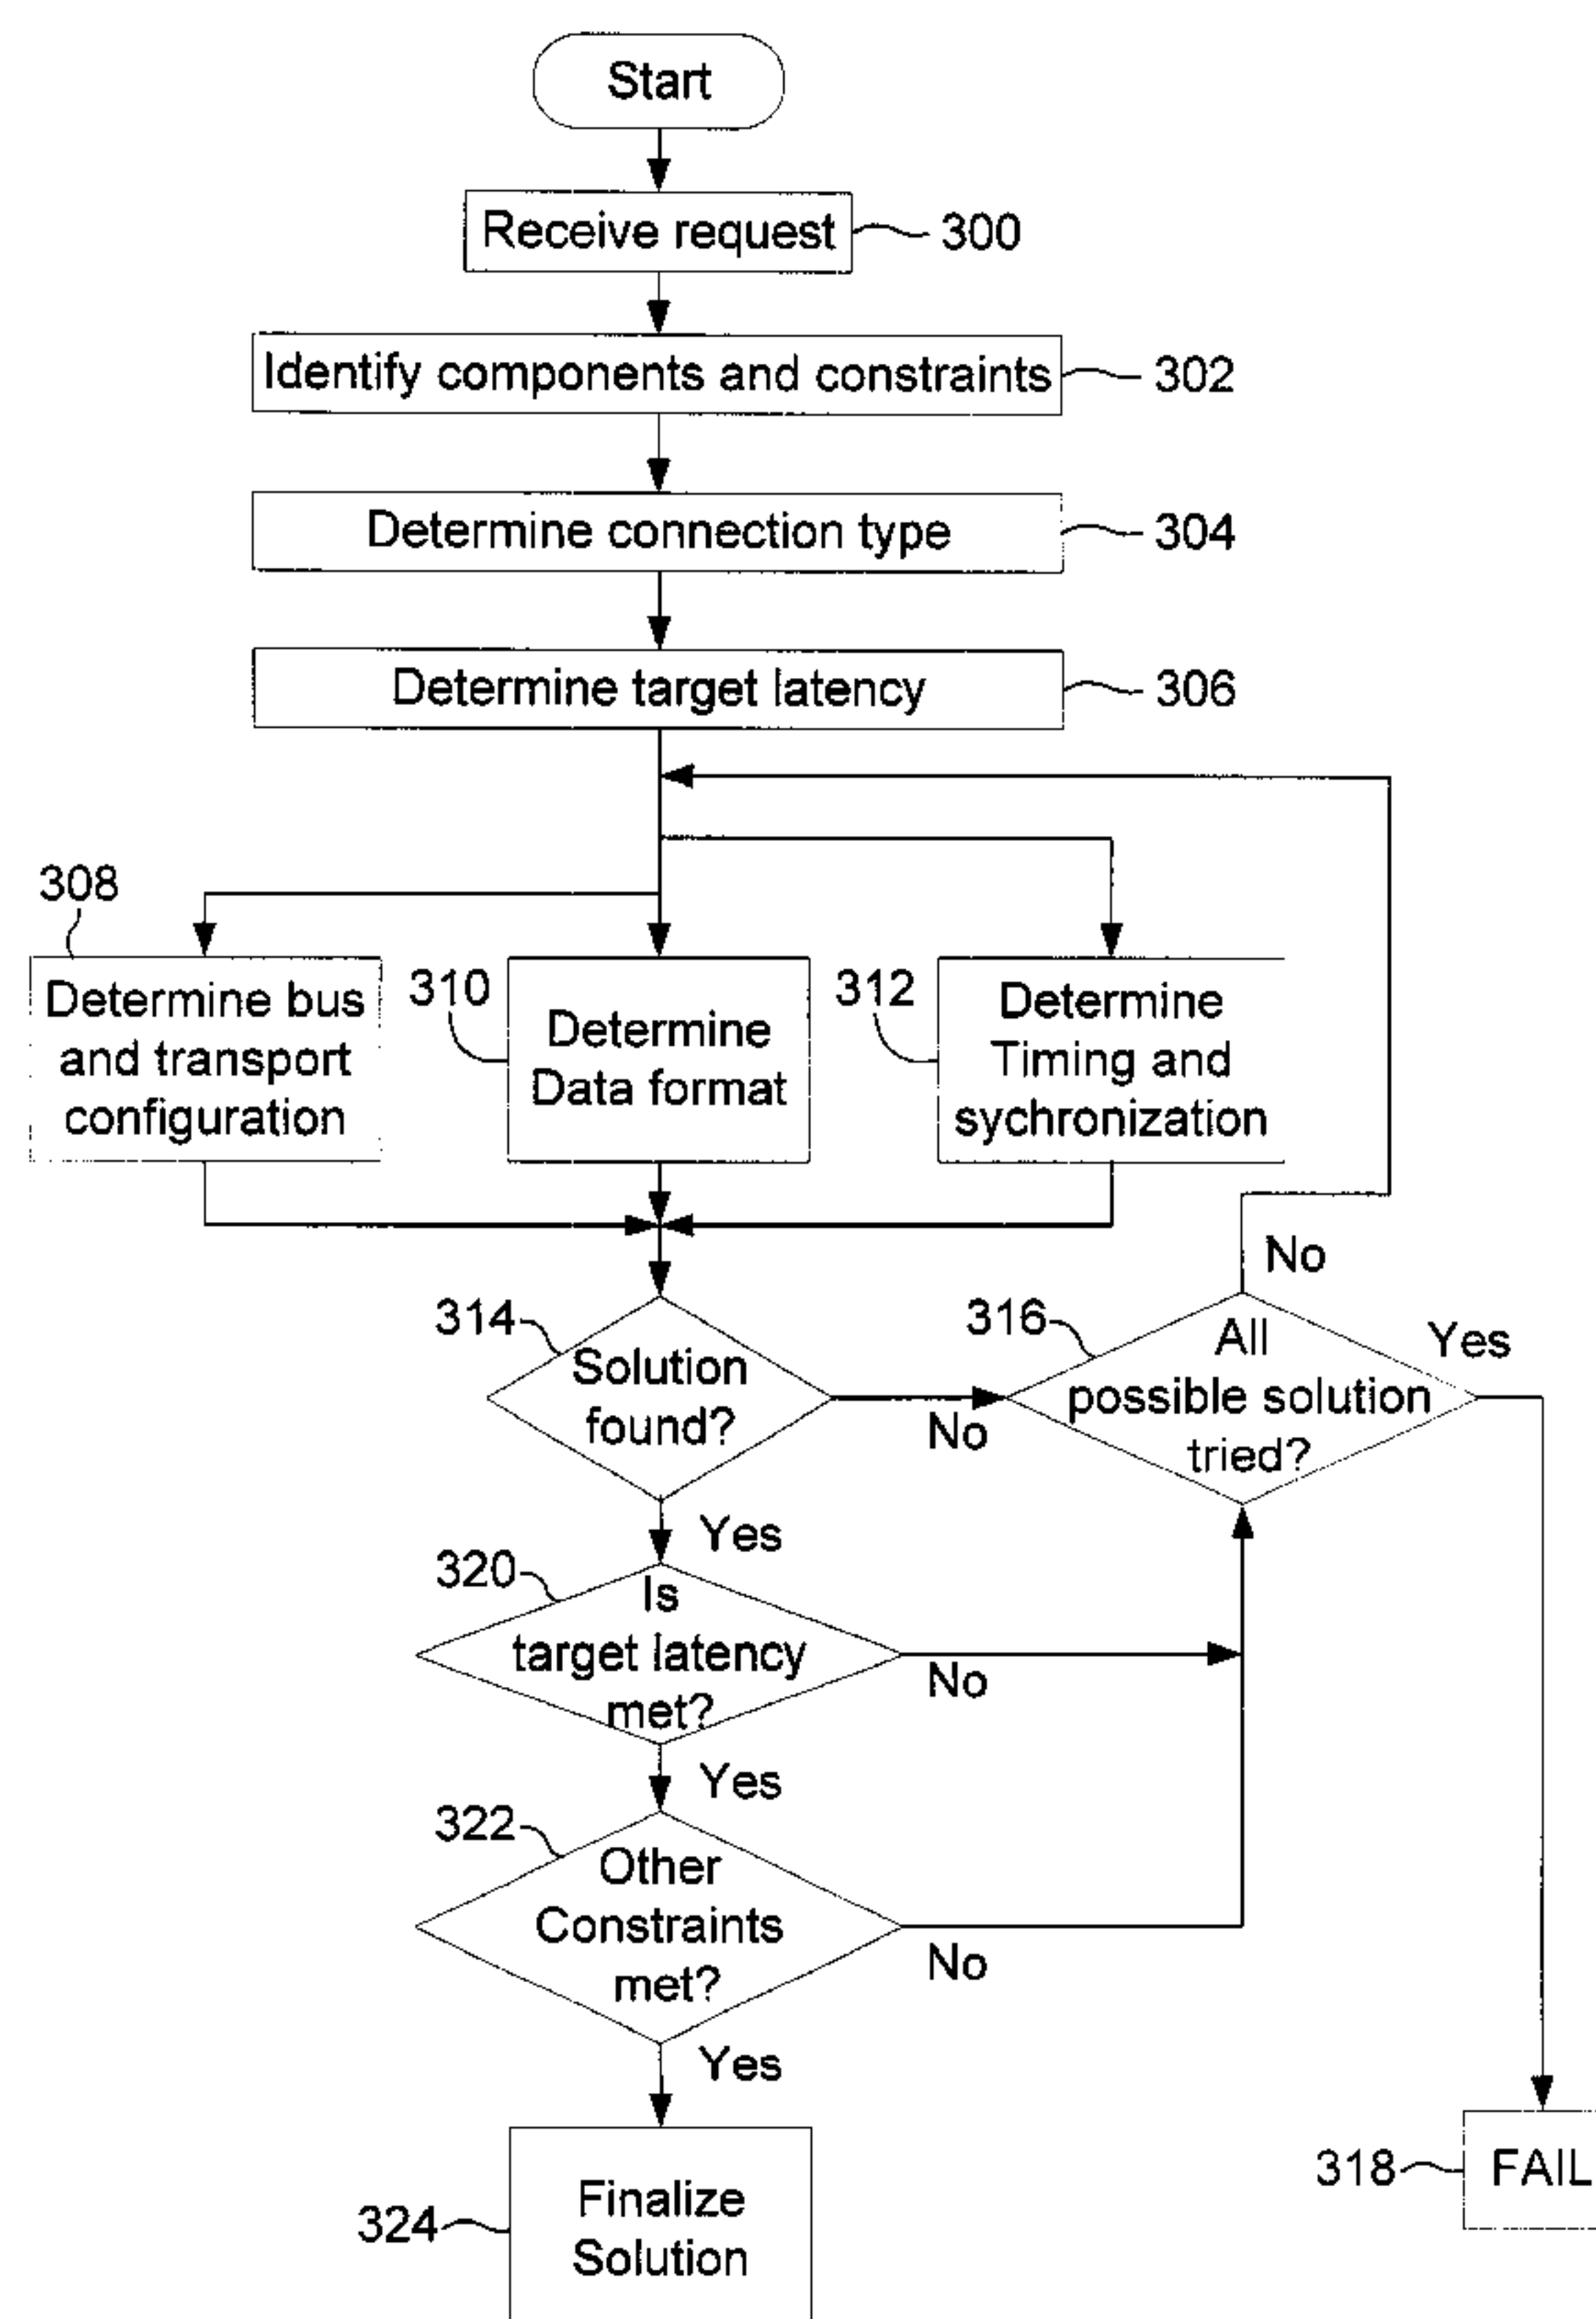 Start
Receive request
300
Identify components and constraints
302
Determine connection type
304
Determine target latency
306
308
Determine bus
and transport
configuration
310
Determine
Data format
312
Determine
Timing and
sychronization
No
314
Solution
found?
No
316
All
possible solution
tried?
Yes
Yes
320
Is
target latency
met?
No
Yes
322
Other
Constraints
met?
No
Yes
324
Finalize
Solution
318
FAIL